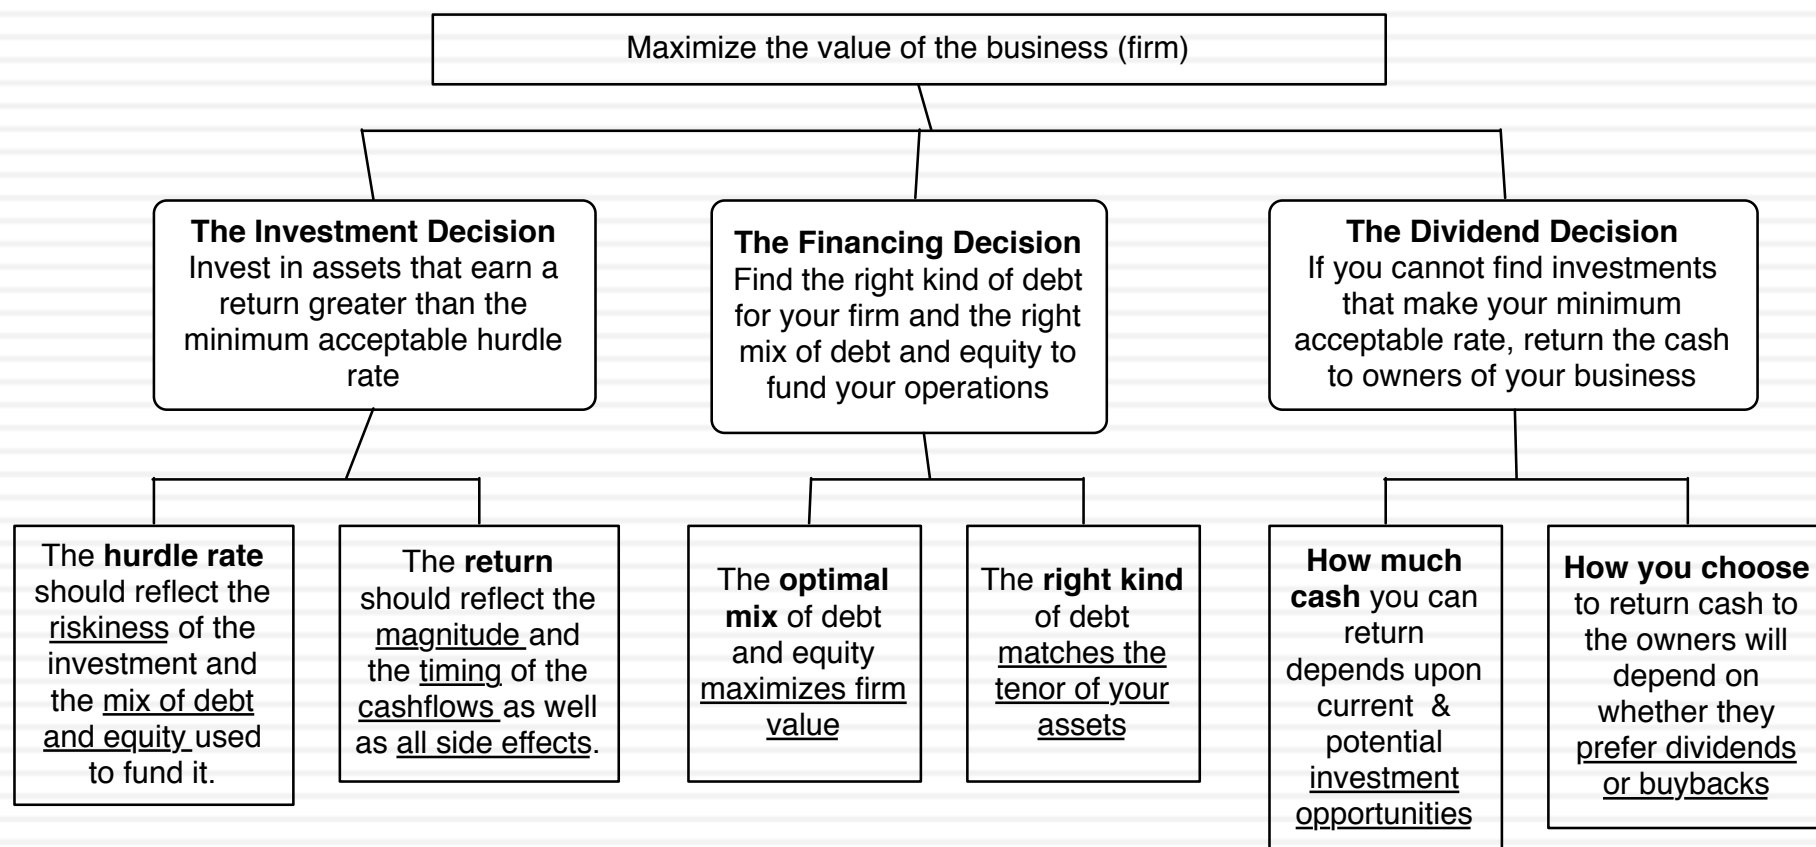 Maximize the value of the business (firm)
The Investment Decision
Invest in assets that earn a
return greater than the
minimum acceptable hurdle
rate
The Financing Decision
Find the right kind of debt
for your firm and the right
mix of debt and equity to
fund your operations
The Dividend Decision
If you cannot find investments
that make your minimum
acceptable rate, return the cash
to owners of your business
The hurdle rate
should reflect the
riskiness of the
investment and
the mix of debt
and equity used
to fund it.
The return
should reflect the
magnitude and
the timing of the
cashflows as well
as all side effects.
The optimal
mix of debt
and equity
maximizes firm
value
The right kind
of debt
matches the
tenor of your
assets
How much
cash you can
return
depends upon
current &
potential
investment
opportunities
How you choose
to return cash to
the owners will
depend on
whether they
prefer dividends
or buybacks